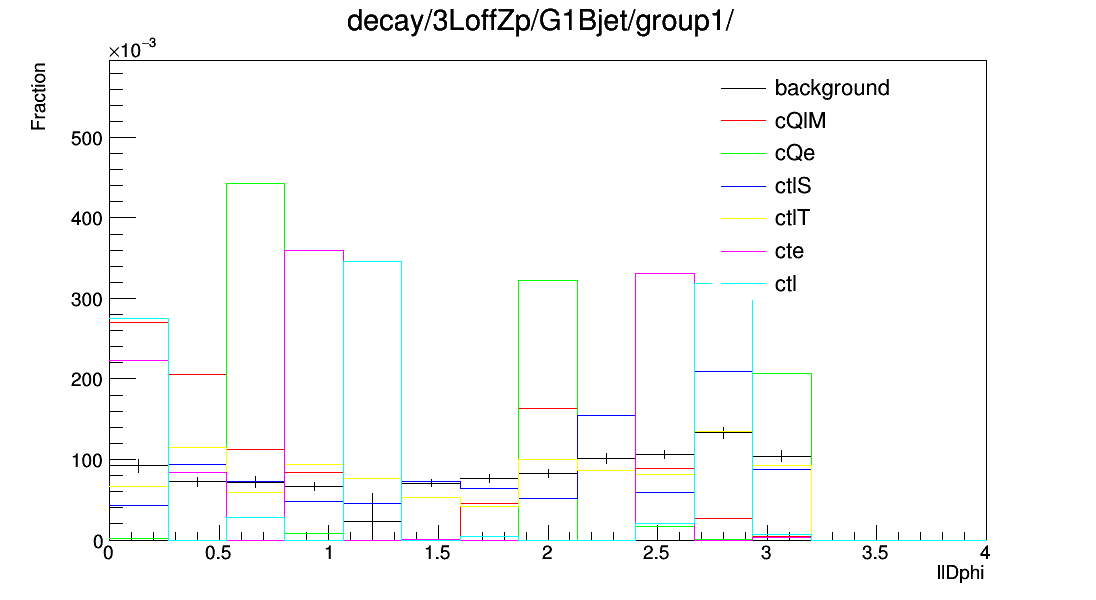 decay/3LoffZp/G1Bjet/group1/
×10⁻³
Fraction
background
cQlM
cQe
ctlS
ctlT
cte
ctl
500
400
300
200
100
0
0 0.5 1 1.5 2 2.5 3 3.5 4
llDphi